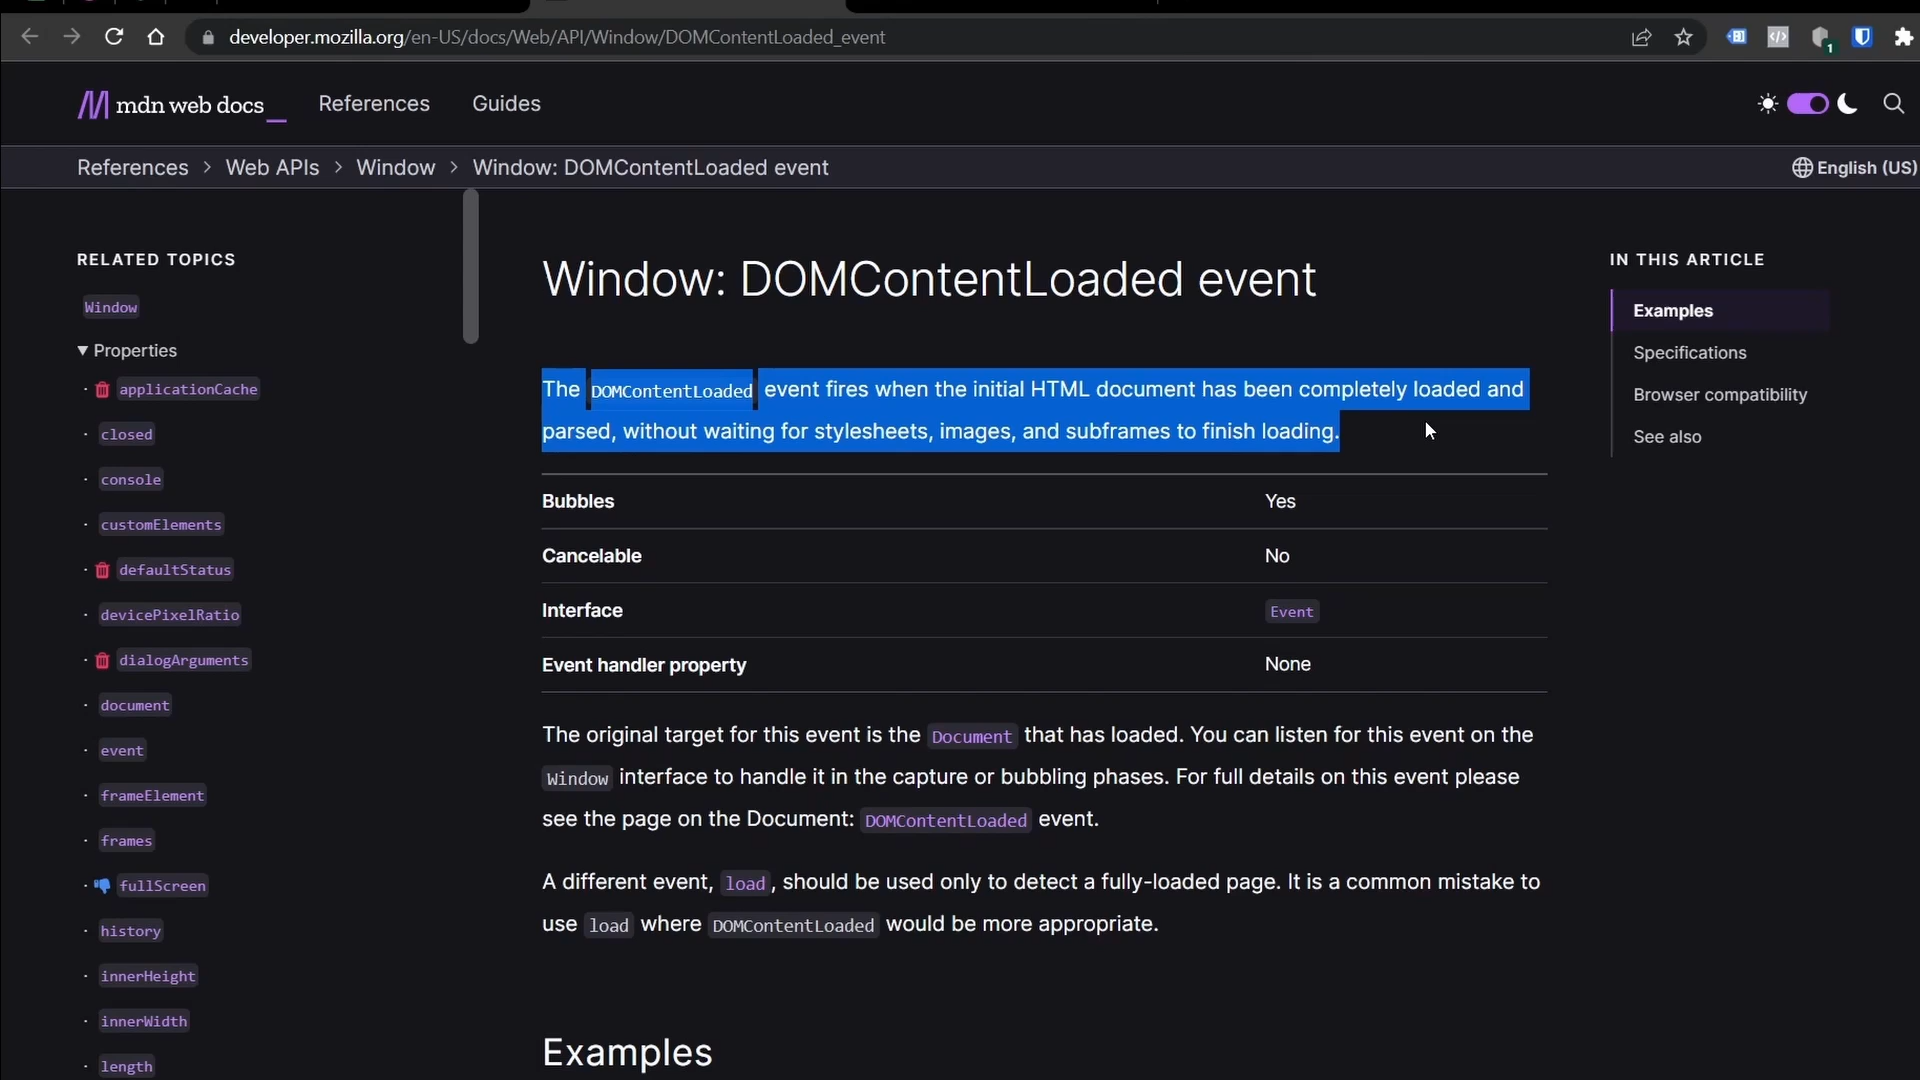 developer.mozilla.org/en-US/docs/Web/API/Window/DOMContentLoaded_event
1
mdn web docs_ References Guides
References > Web APIs > Window > Window: DOMContentLoaded event
English (US)
RELATED TOPICS
Window
▼ Properties
· applicationCache
· closed
· console
· customElements
· defaultStatus
· devicePixelRatio
· dialogArguments
· document
· event
· frameElement
· frames
· fullScreen
· history
· innerHeight
· innerWidth
· length
Window: DOMContentLoaded event
The DOMContentLoaded event fires when the initial HTML document has been completely loaded and
parsed, without waiting for stylesheets, images, and subframes to finish loading.
Bubbles Yes
Cancelable No
Interface Event
Event handler property None
The original target for this event is the Document that has loaded. You can listen for this event on the
Window interface to handle it in the capture or bubbling phases. For full details on this event please
see the page on the Document: DOMContentLoaded event.
A different event, load, should be used only to detect a fully-loaded page. It is a common mistake to
use load where DOMContentLoaded would be more appropriate.
Examples
IN THIS ARTICLE
Examples
Specifications
Browser compatibility
See also